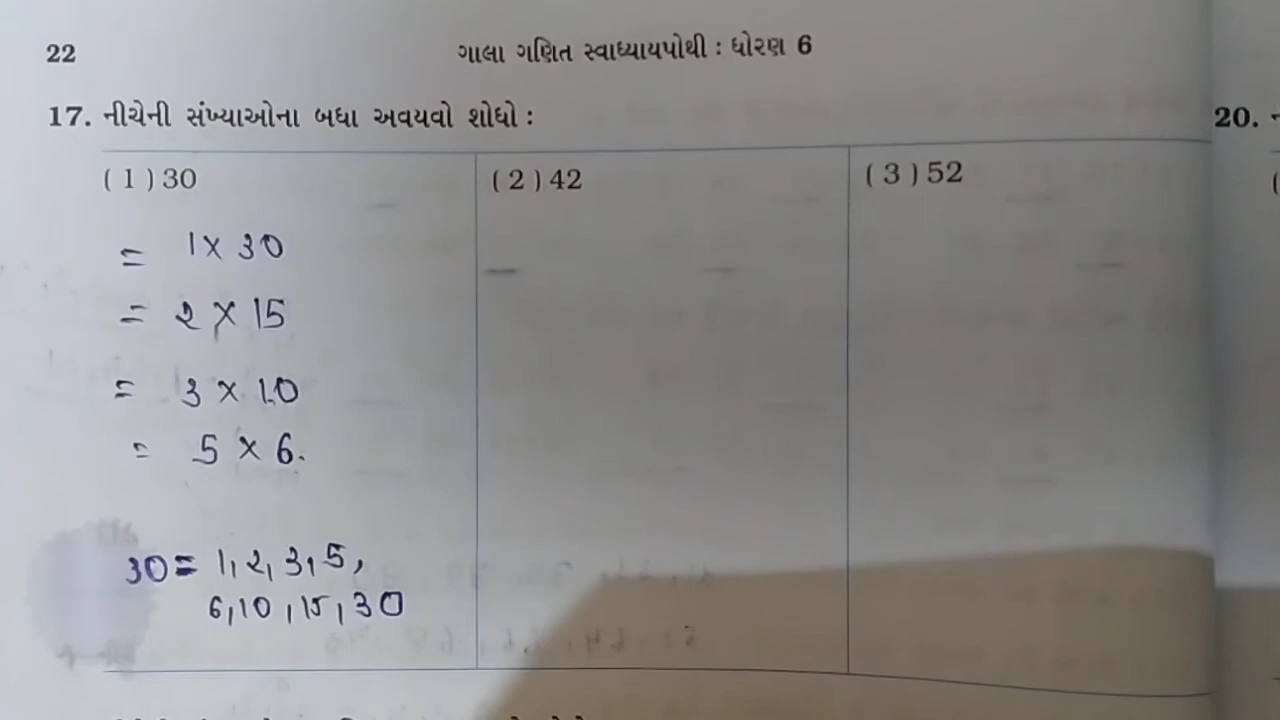 22
ગાલા ગણિત સ્વાધ્યાયપોથી : ધોરણ 6
17. નીચેની સંખ્યાઓના બધા અવયવો શોધો :
20.
( 1 ) 30
( 2 ) 42
( 3 ) 52
= 1 × 30
= 2 × 15
= 3 × 10
= 5 × 6.
30 = 1, 2, 3, 5,
6, 10, 15, 30